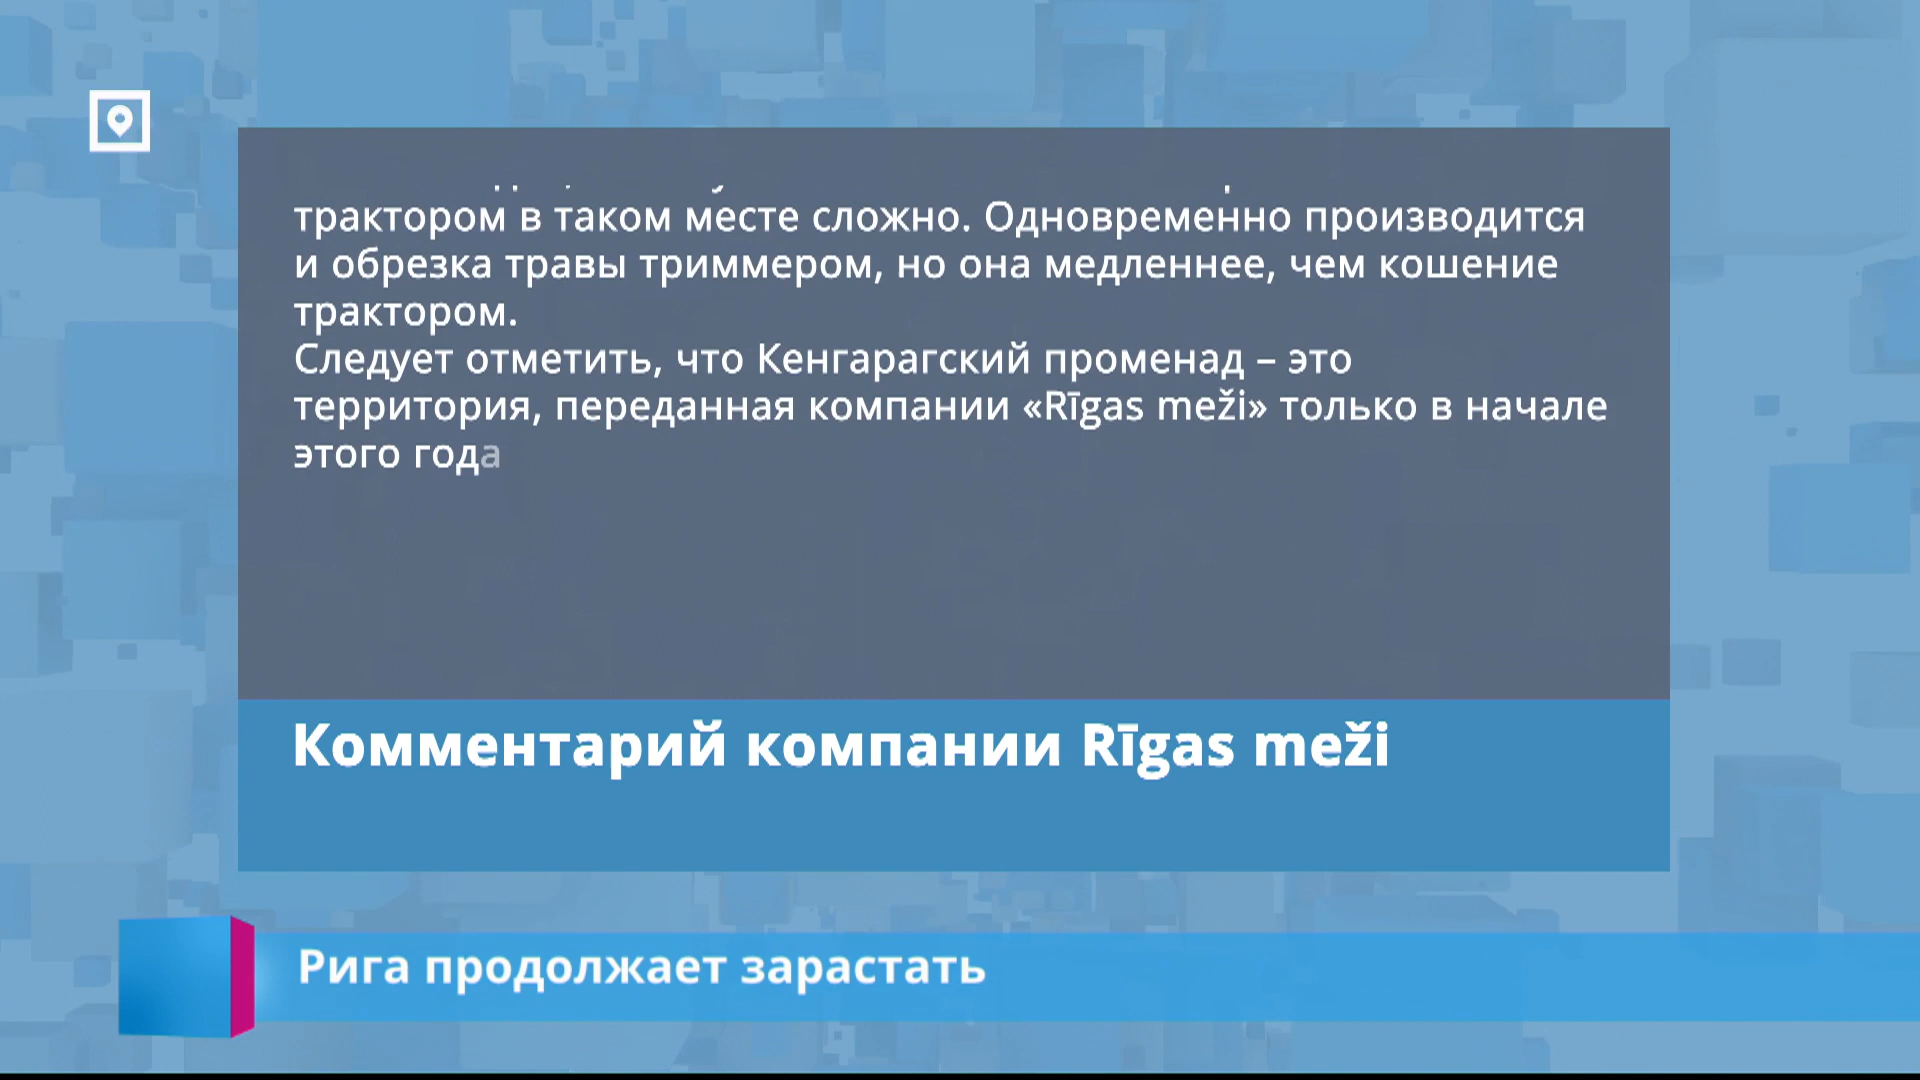 трактором в таком месте сложно. Одновременно производится
и обрезка травы триммером, но она медленнее, чем кошение
трактором.
Следует отметить, что Кенгарагский променад – это
территория, переданная компании «Rīgas meži» только в начале
этого года
Комментарий компании Rīgas meži
Рига продолжает зарастать